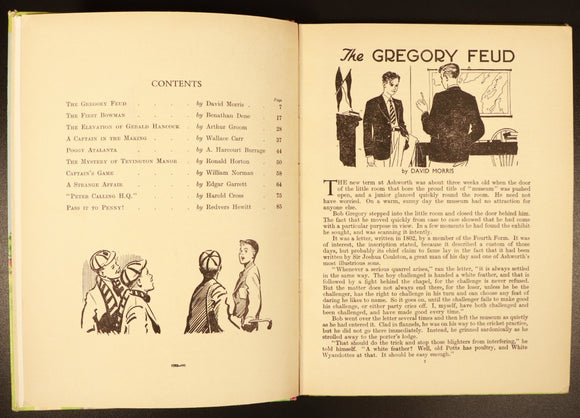 CONTENTS
Page
THE GREGORY FEUD . . . . by David Morris . . 7
THE FIRST BOWMAN . . . . by Benathan Dene . 17
THE ELEVATION OF GERALD HANCOCK . by Arthur Groom . 28
A CAPTAIN IN THE MAKING . . . by Wallace Carr . . 37
POGGY AVALANTA . . . . by A. Harcourt Burrage . 44
THE MYSTERY OF TEVINGTON MANOR . by Ronald Horton . . 50
CAPTAIN'S GAME . . . . by William Norman . . 58
A STRANGE AFFAIR . . . . by Edgar Garrett . . 64
"PETER CALLING H.Q." . . . by Harold Cross . . 75
PASS IT TO PENNY! . . . . by Redvers Hewitt . . 85
The GREGORY FEUD
by DAVID MORRIS
THE new term at Ashworth was about three weeks old when the door
of the little room that bore the proud title of "museum" was pushed
open, and a junior glanced quickly round the room. He need not
have worried. On a warm, sunny day the museum had no attraction for
anyone else.
Bob Gregory stepped into the little room and closed the door behind him.
The fact that he moved quickly from case to case showed that he had come
with a particular purpose in view. In a few moments he had found the exhibit
he sought, and was scanning it intently.
It was a letter, written in 1802, by a member of the Fourth Form. It was
of interest, the inscription stated, because it described a custom of those
days, but probably its chief claim to fame lay in the fact that it had been
written by Sir Joshua Coulston, a great man of his day and one of Ashworth's
most illustrious sons.
"Whenever a serious quarrel arises," ran the letter, "it is always settled
in the same way. The boy challenged is handed a white feather, and that is
followed by a fight behind the chapel, for the challenge is never refused.
But the matter does not always end there, for the loser, unless he be the
challenger, has the right to challenge in his turn and can choose any feat of
daring he likes to name. So it goes on, until the challenger fails to make good
his challenge, or either party cries off. I, myself, have both challenged and
been challenged, and have made good every time."
Bob went over the letter several times and then left the museum as quietly
as he had entered it. Clad in flannels, he was on his way to the cricket practice,
but he did not go there immediately. Instead, he grinned sardonically as he
strolled away to the porter's lodge.
"That should do the trick and stop those blighters from interfering," he
told himself. "A white feather! Well, old Potts has poultry, and White
Wyandottes at that. It should be easy enough."